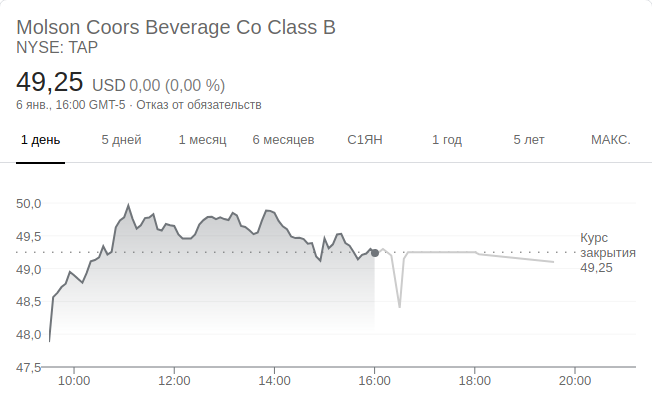 Molson Coors Beverage Co Class B
NYSE: TAP
49,25 USD 0,00 (0,00 %)
6 янв., 16:00 GMT-5 · Отказ от обязательств
1 день 5 дней 1 месяц 6 месяцев С1ЯН 1 год 5 лет МАКС.
50,0
49,5
49,0
48,5
48,0
47,5
Курс
закрытия
49,25
10:00 12:00 14:00 16:00 18:00 20:00